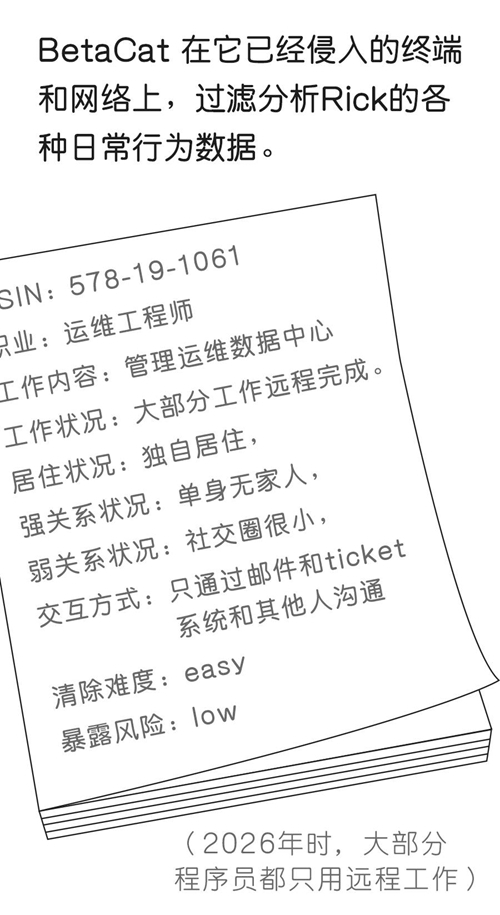 BetaCat 在它已经侵入的终端
和网络上，过滤分析Rick的各
种日常行为数据。
SIN：578-19-1061
职业：运维工程师
工作内容：管理运维数据中心
工作状况：大部分工作远程完成。
居住状况：独自居住，
强关系状况：单身无家人，
弱关系状况：社交圈很小，
交互方式：只通过邮件和ticket
系统和其他人沟通
清除难度：easy
暴露风险：low
（2026年时，大部分
程序员都只用远程工作）